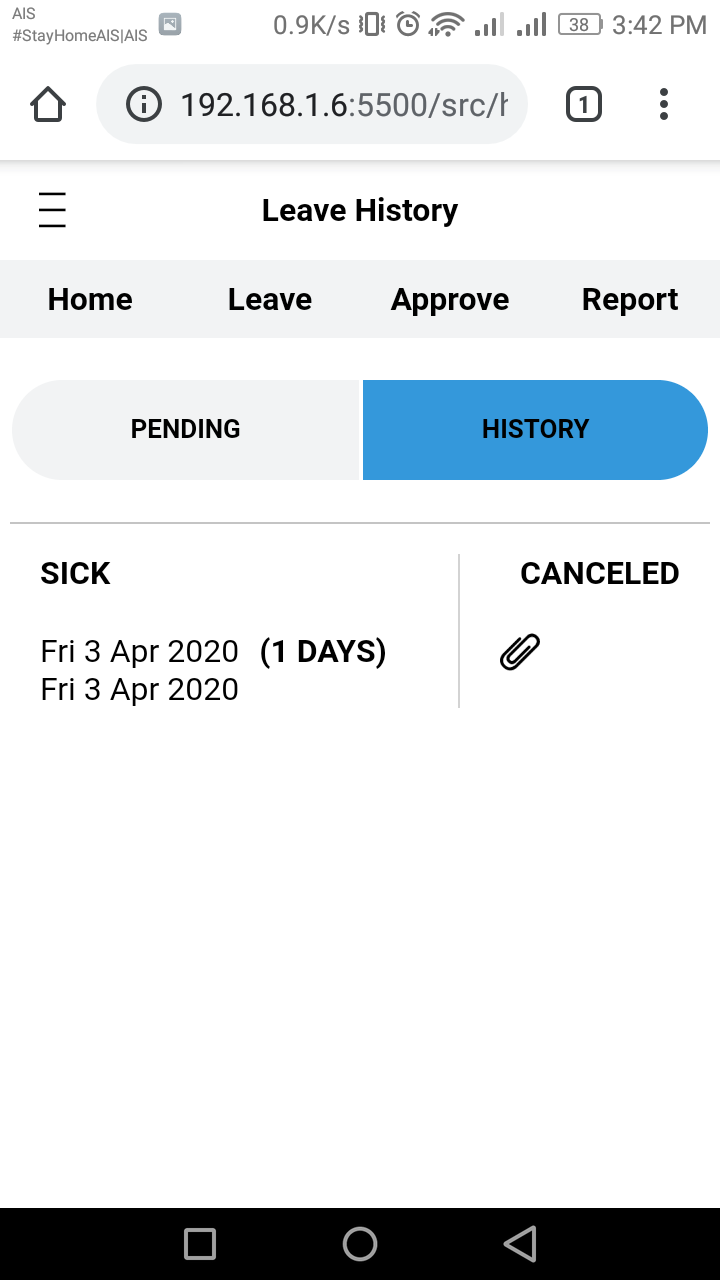 AIS
#StayHomeAIS|AIS
0.9K/s 38 3:42 PM
192.168.1.6:5500/src/h
1
Leave History
Home Leave Approve Report
PENDING HISTORY
SICK CANCELED
Fri 3 Apr 2020 (1 DAYS)
Fri 3 Apr 2020